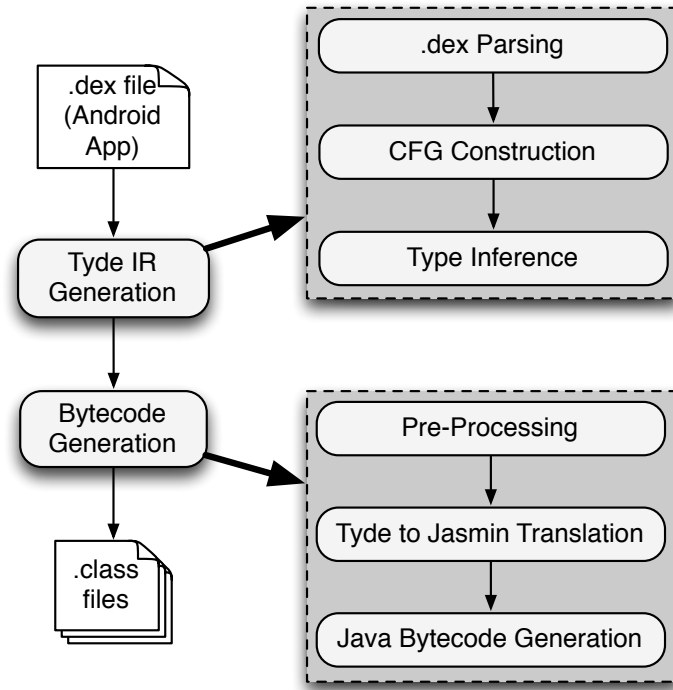 .dex file
(Android
App)
Tyde IR
Generation
Bytecode
Generation
.class
files
.dex Parsing
CFG Construction
Type Inference
Pre-Processing
Tyde to Jasmin Translation
Java Bytecode Generation